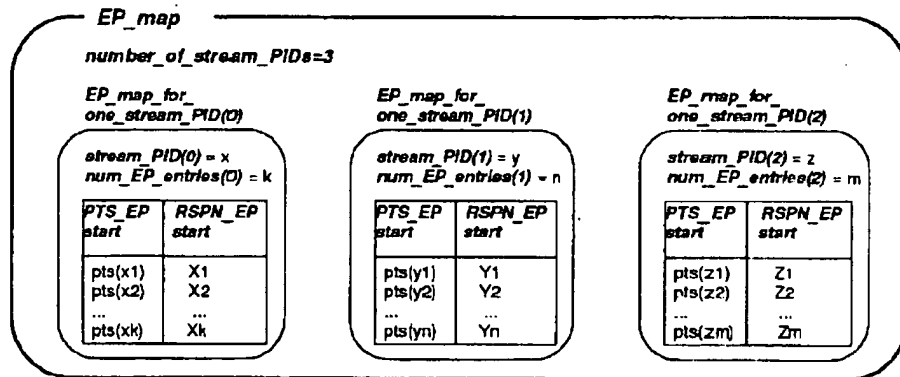 EP_map
number_of_stream_PIDs=3
EP_map_for_
one_stream_PID(0)
stream_PID(0) = x
num_EP_entries(0) = k
PTS_EP RSPN_EP
start start
pts(x1) X1
pts(x2) X2
... ...
pts(xk) Xk
EP_map_for_
one_stream_PID(1)
stream_PID(1) = y
num_EP_entries(1) = n
PTS_EP RSPN_EP
start start
pts(y1) Y1
pts(y2) Y2
... ...
pts(yn) Yn
EP_map_for_
one_stream_PID(2)
stream_PID(2) = z
num_EP_entries(2) = m
PTS_EP RSPN_EP
start start
pts(z1) Z1
pts(z2) Z2
... ...
pts(zm) Zm